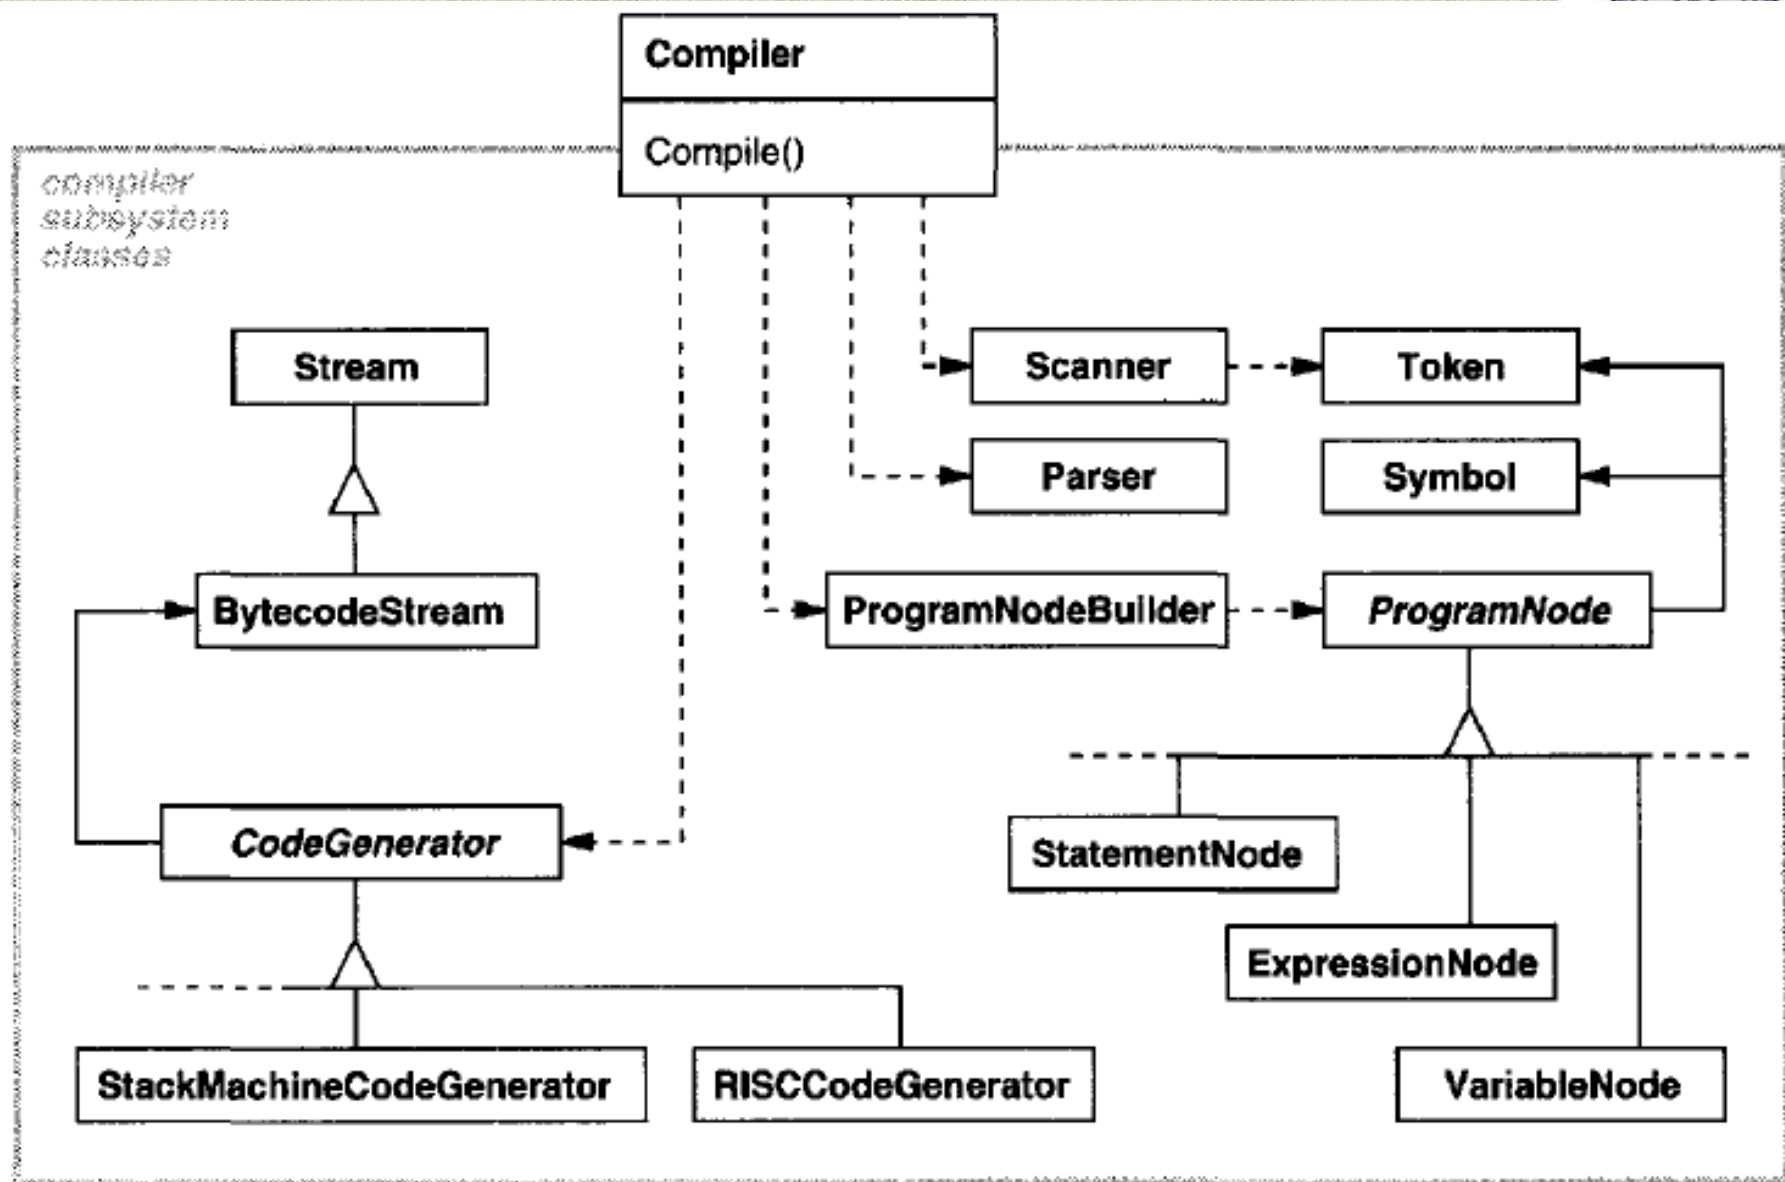 Compiler
Compile()
compiler
subsystem
classes
Stream
Scanner
Token
Parser
Symbol
BytecodeStream
ProgramNodeBuilder
ProgramNode
CodeGenerator
StatementNode
ExpressionNode
StackMachineCodeGenerator
RISCCodeGenerator
VariableNode